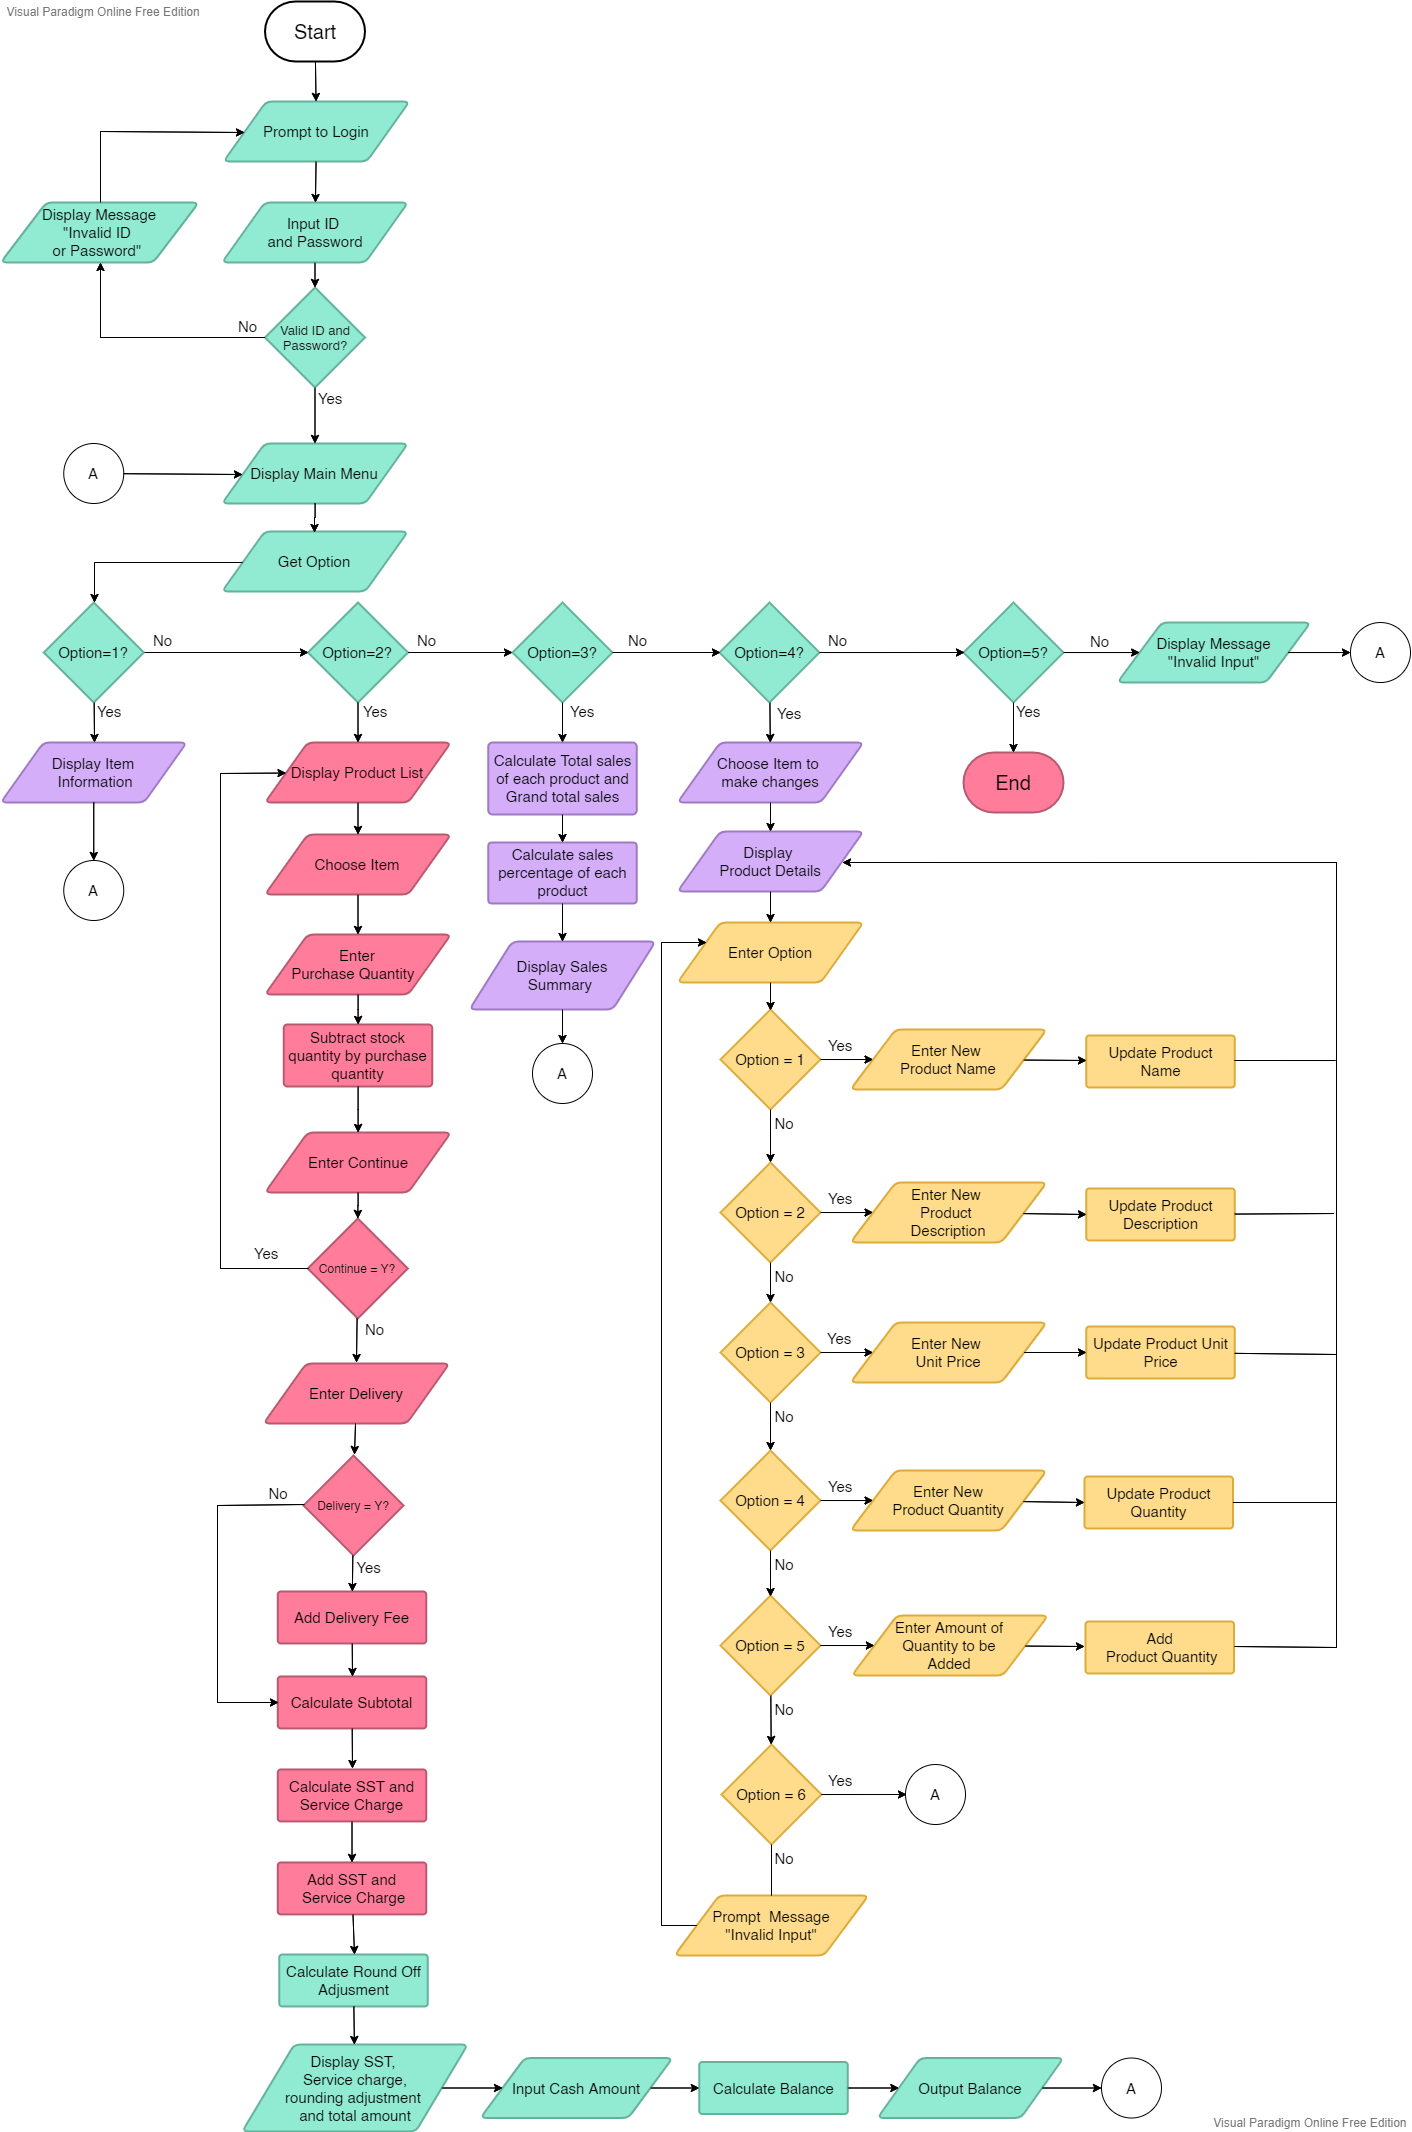 Visual Paradigm Online Free Edition
Start
Prompt to Login
Display Message
"Invalid ID
or Password"
Input ID
and Password
No
Valid ID and
Password?
Yes
A
Display Main Menu
Get Option
Option=1?
No
Option=2?
No
Option=3?
No
Option=4?
No
Option=5?
No
Display Message
"Invalid Input"
A
Yes
Yes
Yes
Yes
Yes
Display Item
Information
A
Display Product List
Choose Item
Enter
Purchase Quantity
Subtract stock
quantity by purchase
quantity
Enter Continue
Yes
Continue = Y?
No
Enter Delivery
No
Delivery = Y?
Yes
Add Delivery Fee
Calculate Subtotal
Calculate SST and
Service Charge
Add SST and
Service Charge
Calculate Round Off
Adjusment
Display SST,
Service charge,
rounding adjustment
and total amount
Input Cash Amount
Calculate Balance
Output Balance
A
Calculate Total sales
of each product and
Grand total sales
Calculate sales
percentage of each
product
Display Sales
Summary
A
Choose Item to
make changes
Display
Product Details
Enter Option
Option = 1
Yes
Enter New
Product Name
Update Product
Name
No
Option = 2
Yes
Enter New
Product
Description
Update Product
Description
No
Option = 3
Yes
Enter New
Unit Price
Update Product Unit
Price
No
Option = 4
Yes
Enter New
Product Quantity
Update Product
Quantity
No
Option = 5
Yes
Enter Amount of
Quantity to be
Added
Add
Product Quantity
No
Option = 6
Yes
A
No
Prompt  Message
"Invalid Input"
End
Visual Paradigm Online Free Edition